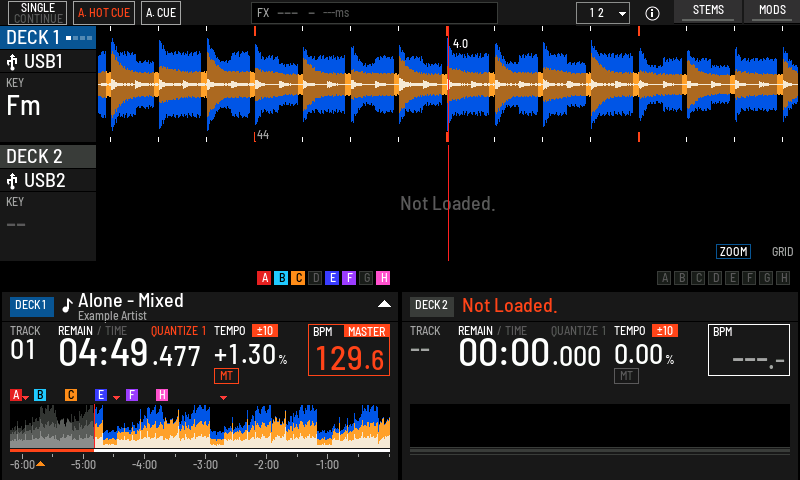 SINGLE
CONTINUE
A. HOT CUE
A. CUE
FX --- - ---ms
1 2
STEMS
MODS
DECK 1
USB1
KEY
Fm
4.0
44
DECK 2
USB2
KEY
--
Not Loaded.
ZOOM
GRID
A B C D E F G H
A B C D E F G H
DECK 1
Alone - Mixed
Example Artist
TRACK
01
REMAIN / TIME
QUANTIZE 1
04:49.477
TEMPO ±10
+1.30%
MT
BPM MASTER
129.6
A B C E F H
-6:00 -5:00 -4:00 -3:00 -2:00 -1:00
DECK 2
Not Loaded.
TRACK
--
REMAIN / TIME
QUANTIZE 1
00:00.000
TEMPO ±10
0.00%
MT
BPM
---.-